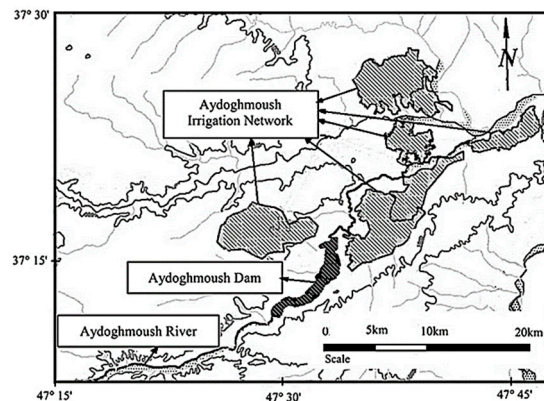 37° 30'
N
Aydoghmoush
Irrigation Network
37° 15'
Aydoghmoush Dam
Aydoghmoush River
0. 5km 10km 20km
Scale
47° 15' 47° 30' 47° 45'